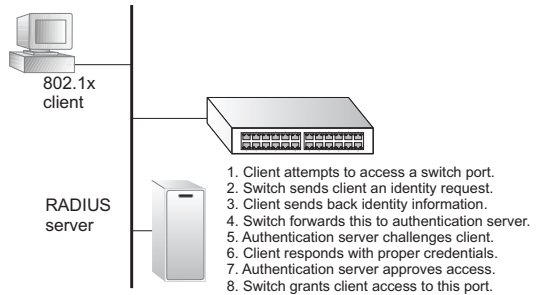 802.1x
client
RADIUS
server
1. Client attempts to access a switch port.
2. Switch sends client an identity request.
3. Client sends back identity information.
4. Switch forwards this to authentication server.
5. Authentication server challenges client.
6. Client responds with proper credentials.
7. Authentication server approves access.
8. Switch grants client access to this port.